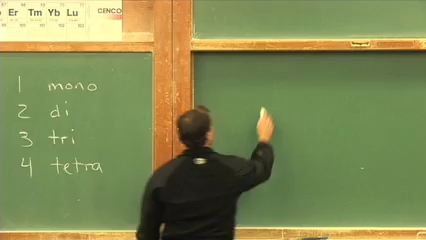 Er Tm Yb Lu
CENCO
1 mono
2 di
3 tri
4 tetra